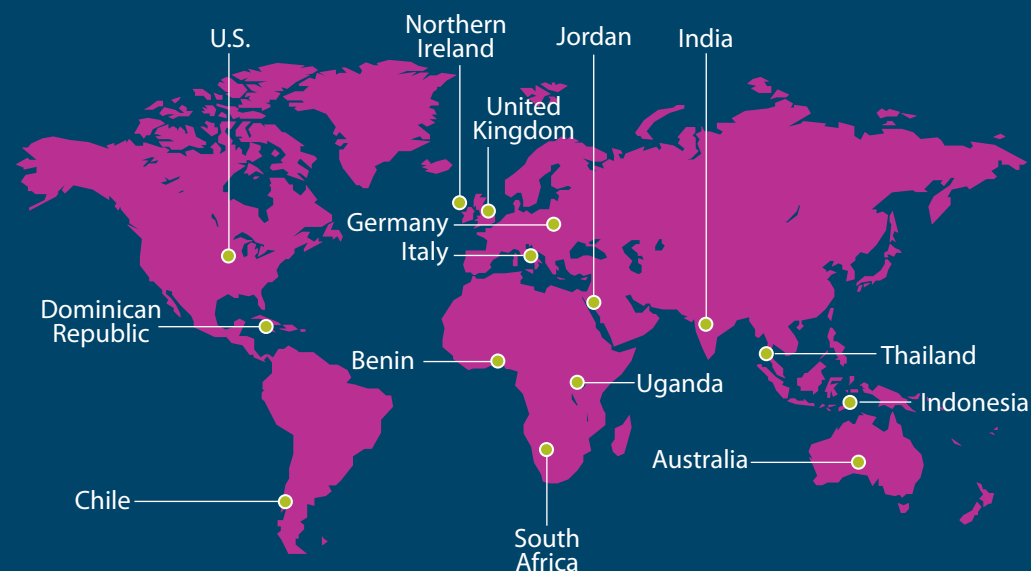 U.S.
Northern
Ireland
Jordan
India
United
Kingdom
Germany
Italy
Dominican
Republic
Benin
Uganda
Thailand
Indonesia
Australia
Chile
South
Africa